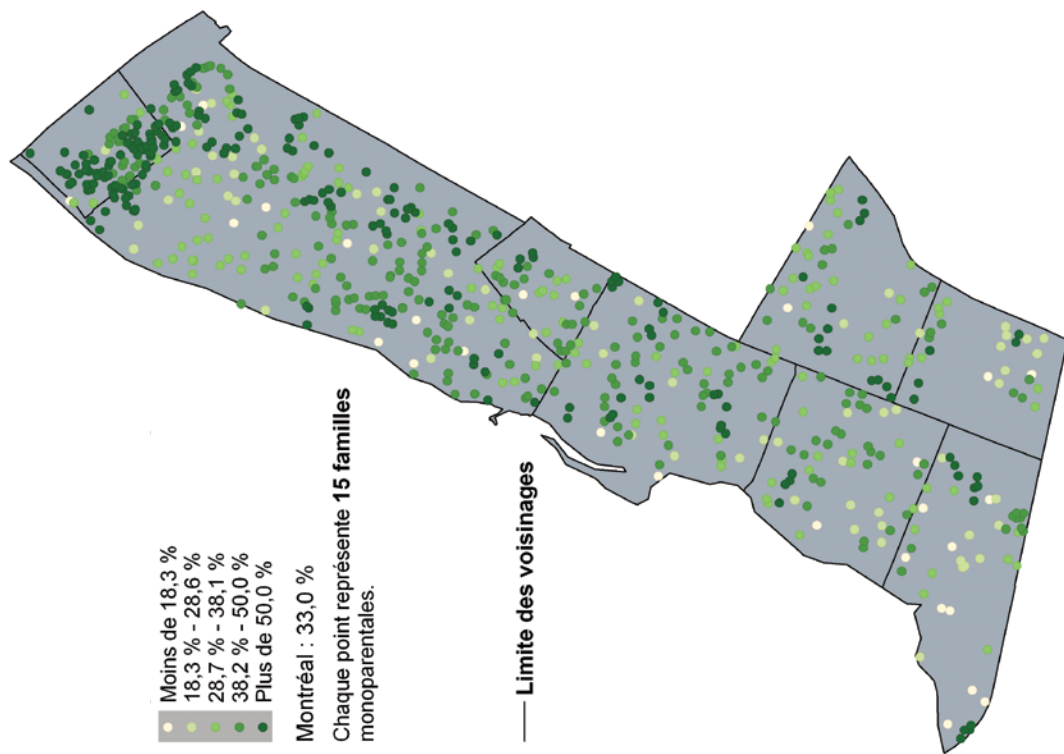 Moins de 18,3 %
18,3 % - 28,6 %
28,7 % - 38,1 %
38,2 % - 50,0 %
Plus de 50,0 %
Montréal : 33,0 %
Chaque point représente 15 familles
monoparentales.
Limite des voisinages